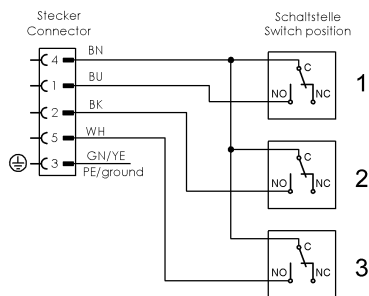 Stecker
Connector
Schaltstelle
Switch position
4 BN
1 BU
2 BK
5 WH
3 GN/YE
PE/ground
C
NO NC
1
C
NO NC
2
C
NO NC
3